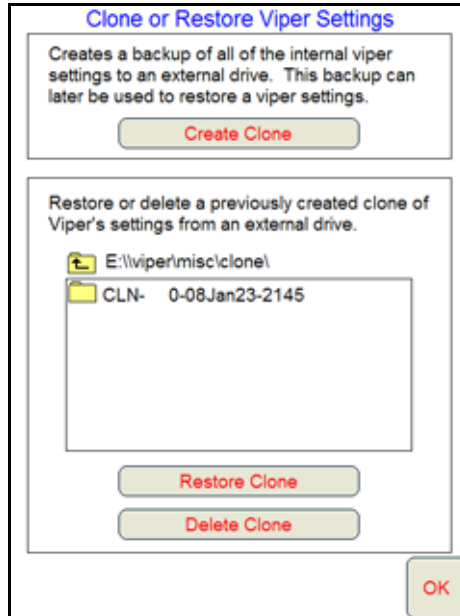 Clone or Restore Viper Settings
Creates a backup of all of the internal viper
settings to an external drive.  This backup can
later be used to restore a viper settings.
Create Clone
Restore or delete a previously created clone of
Viper's settings from an external drive.
E:\\viper\misc\clone\
CLN-    0-08Jan23-2145
Restore Clone
Delete Clone
OK